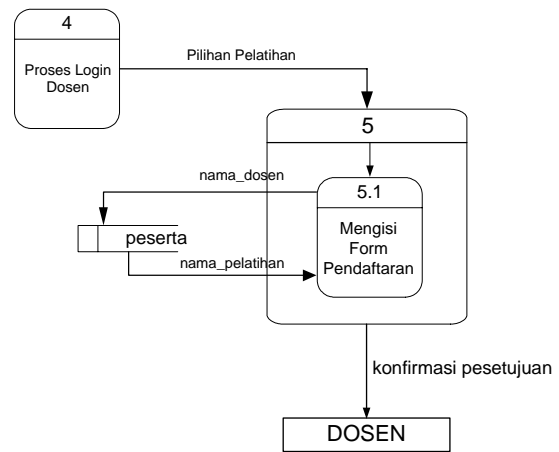 4
Proses Login
Dosen
Pilihan Pelatihan
5
nama_dosen
5.1
Mengisi
Form
Pendaftaran
peserta
nama_pelatihan
konfirmasi pesetujuan
DOSEN